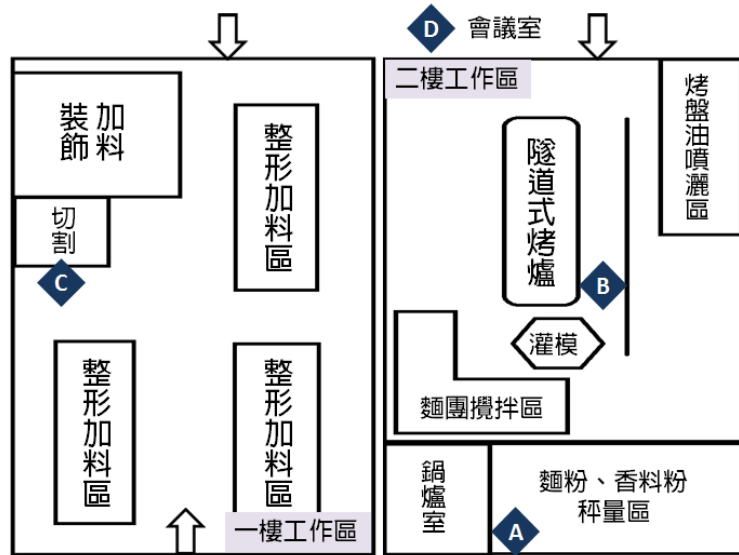 D 會議室
二樓工作區
加料
裝飾
切割
C
整形加料區
整形加料區
整形加料區
一樓工作區
隧道式烤爐
B
烤盤油噴灑區
灌模
麵團攪拌區
鍋爐室
麵粉、香料粉
秤量區
A